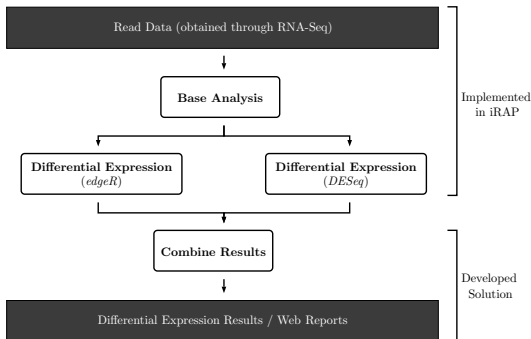 Read Data (obtained through RNA-Seq)
Base Analysis
Implemented
in iRAP
Differential Expression
(edgeR)
Differential Expression
(DESeq)
Combine Results
Developed
Solution
Differential Expression Results / Web Reports